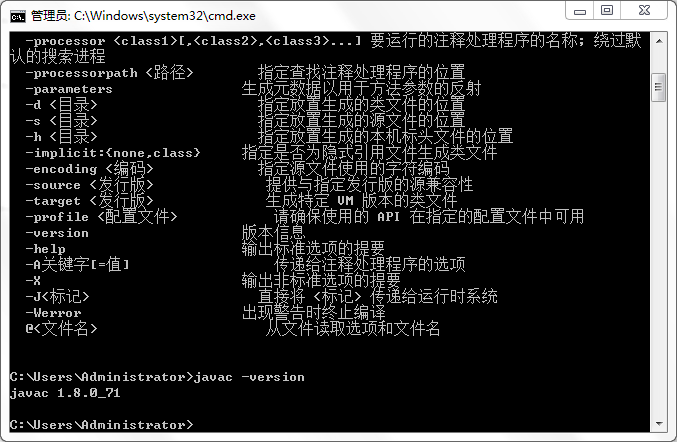 管理员: C:\Windows\system32\cmd.exe
-processor <class1>[,<class2>,<class3>...] 要运行的注释处理程序的名称; 绕过默
认的搜索进程
-processorpath <路径> 指定查找注释处理程序的位置
-parameters 生成元数据以用于方法参数的反射
-d <目录> 指定放置生成的类文件的位置
-s <目录> 指定放置生成的源文件的位置
-h <目录> 指定放置生成的本机标头文件的位置
-implicit:{none,class} 指定是否为隐式引用文件生成类文件
-encoding <编码> 指定源文件使用的字符编码
-source <发行版> 提供与指定发行版的源兼容性
-target <发行版> 生成特定 VM 版本的类文件
-profile <配置文件> 请确保使用的 API 在指定的配置文件中可用
-version 版本信息
-help 输出标准选项的提要
-A关键字[=值] 传递给注释处理程序的选项
-X 输出非标准选项的提要
-J<标记> 直接将 <标记> 传递给运行时系统
-Werror 出现警告时终止编译
@<文件名> 从文件读取选项和文件名
C:\Users\Administrator>javac -version
javac 1.8.0_71
C:\Users\Administrator>